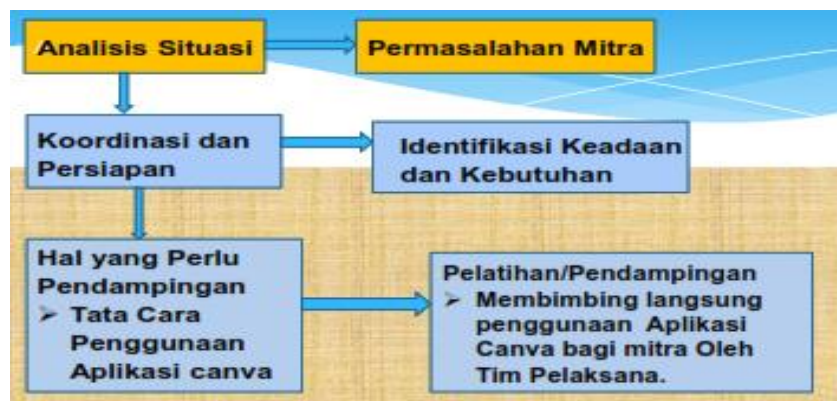 Analisis Situasi
Permasalahan Mitra
Koordinasi dan
Persiapan
Identifikasi Keadaan
dan Kebutuhan
Hal yang Perlu
Pendampingan
➢ Tata Cara
Penggunaan
Aplikasi canva
Pelatihan/Pendampingan
➢ Membimbing langsung
penggunaan Aplikasi
Canva bagi mitra Oleh
Tim Pelaksana.